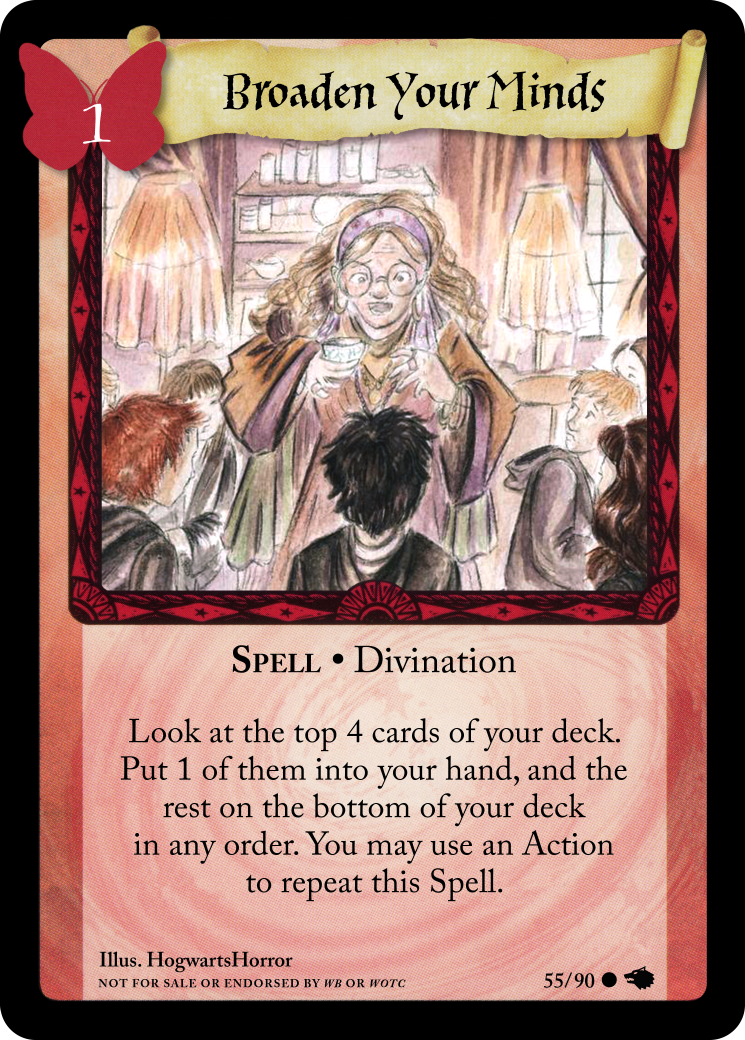 Broaden Your Minds
1
SPELL • Divination
Look at the top 4 cards of your deck.
Put 1 of them into your hand, and the
rest on the bottom of your deck
in any order. You may use an Action
to repeat this Spell.
Illus. HogwartsHorror
NOT FOR SALE OR ENDORSED BY WB OR WOTC
55/90